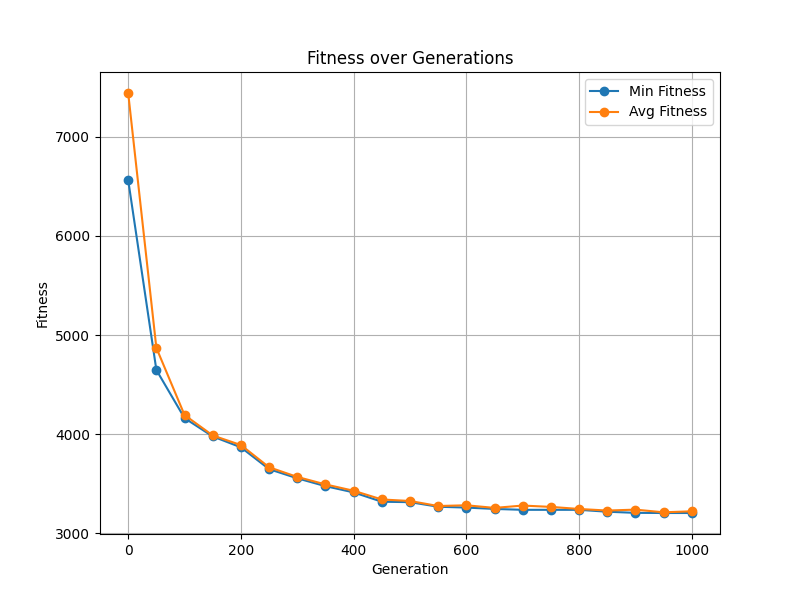 Fitness over Generations
Min Fitness
Avg Fitness
7000
6000
5000
4000
3000
Fitness
0 200 400 600 800 1000
Generation